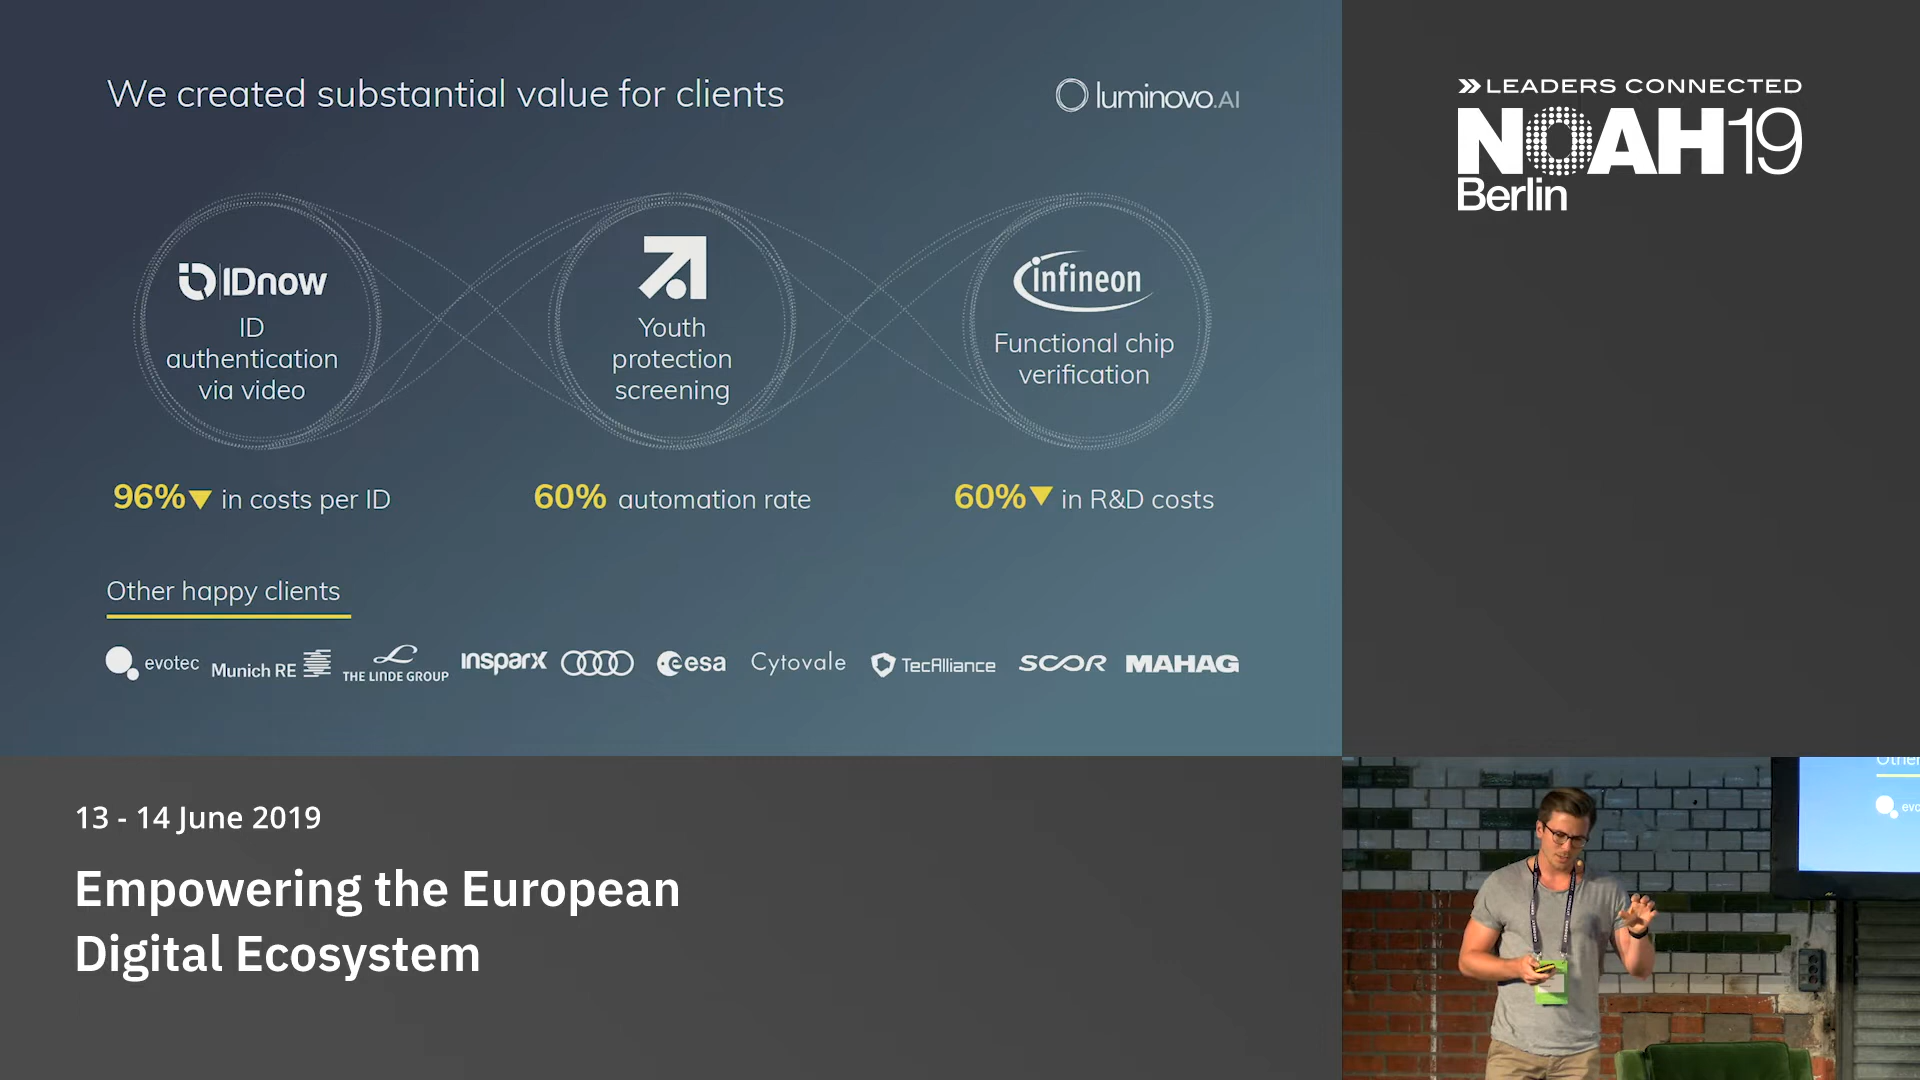 We created substantial value for clients
luminovo.AI
IDnow
ID
authentication
via video
Youth
protection
screening
infineon
Functional chip
verification
96%▼ in costs per ID
60% automation rate
60%▼ in R&D costs
Other happy clients
evotec
Munich RE
THE LINDE GROUP
Insparx
esa
Cytovale
TecAlliance
SCOR
MAHAG
LEADERS CONNECTED
NOAH19
Berlin
13 - 14 June 2019
Empowering the European
Digital Ecosystem
Other
evo